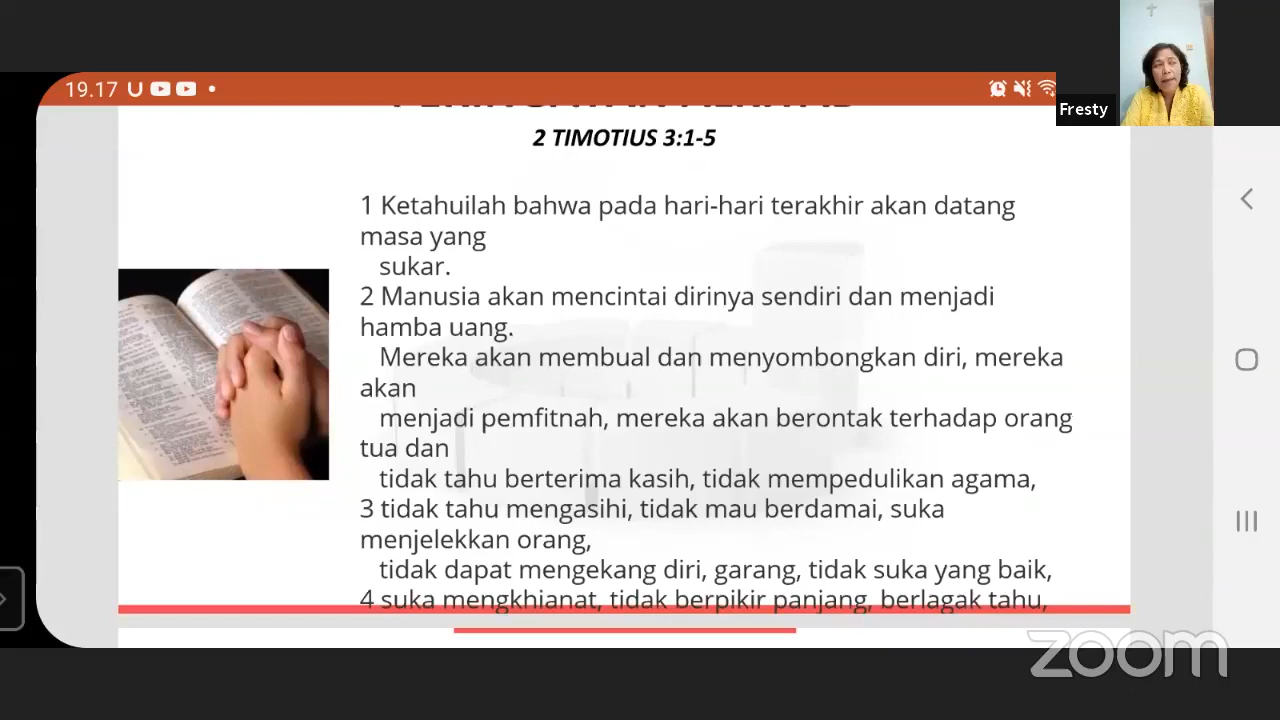 19.17
Fresty
2 TIMOTIUS 3:1-5
1 Ketahuilah bahwa pada hari-hari terakhir akan datang
masa yang
sukar.
2 Manusia akan mencintai dirinya sendiri dan menjadi
hamba uang.
Mereka akan membual dan menyombongkan diri, mereka
akan
menjadi pemfitnah, mereka akan berontak terhadap orang
tua dan
tidak tahu berterima kasih, tidak mempedulikan agama,
3 tidak tahu mengasihi, tidak mau berdamai, suka
menjelekkan orang,
tidak dapat mengekang diri, garang, tidak suka yang baik,
4 suka mengkhianat, tidak berpikir panjang, berlagak tahu,
zoom